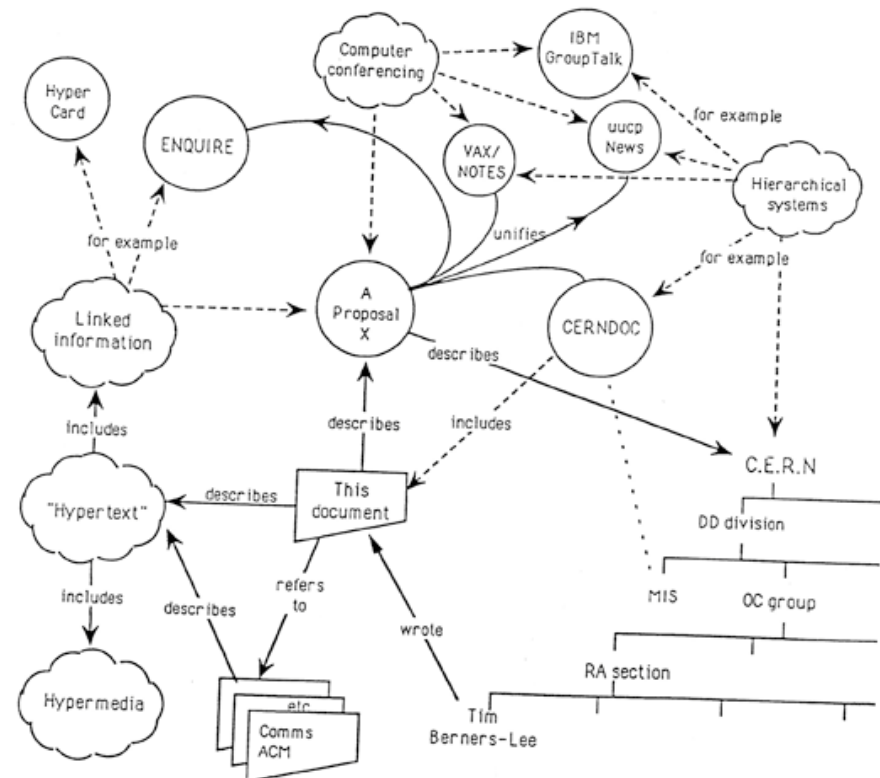 IBM
GroupTalk
Computer
conferencing
Hyper
Card
for example
uucp
News
ENQUIRE
VAX/
NOTES
Hierarchical
systems
unifies
for example
for example
A
Proposal
X
Linked
information
CERNDOC
describes
includes
describes
includes
C.E.R.N
This
document
describes
"Hypertext"
DD division
refers
to
includes
describes
MIS
OC group
wrote
RA section
Hypermedia
etc
Tim
Berners-Lee
Comms
ACM